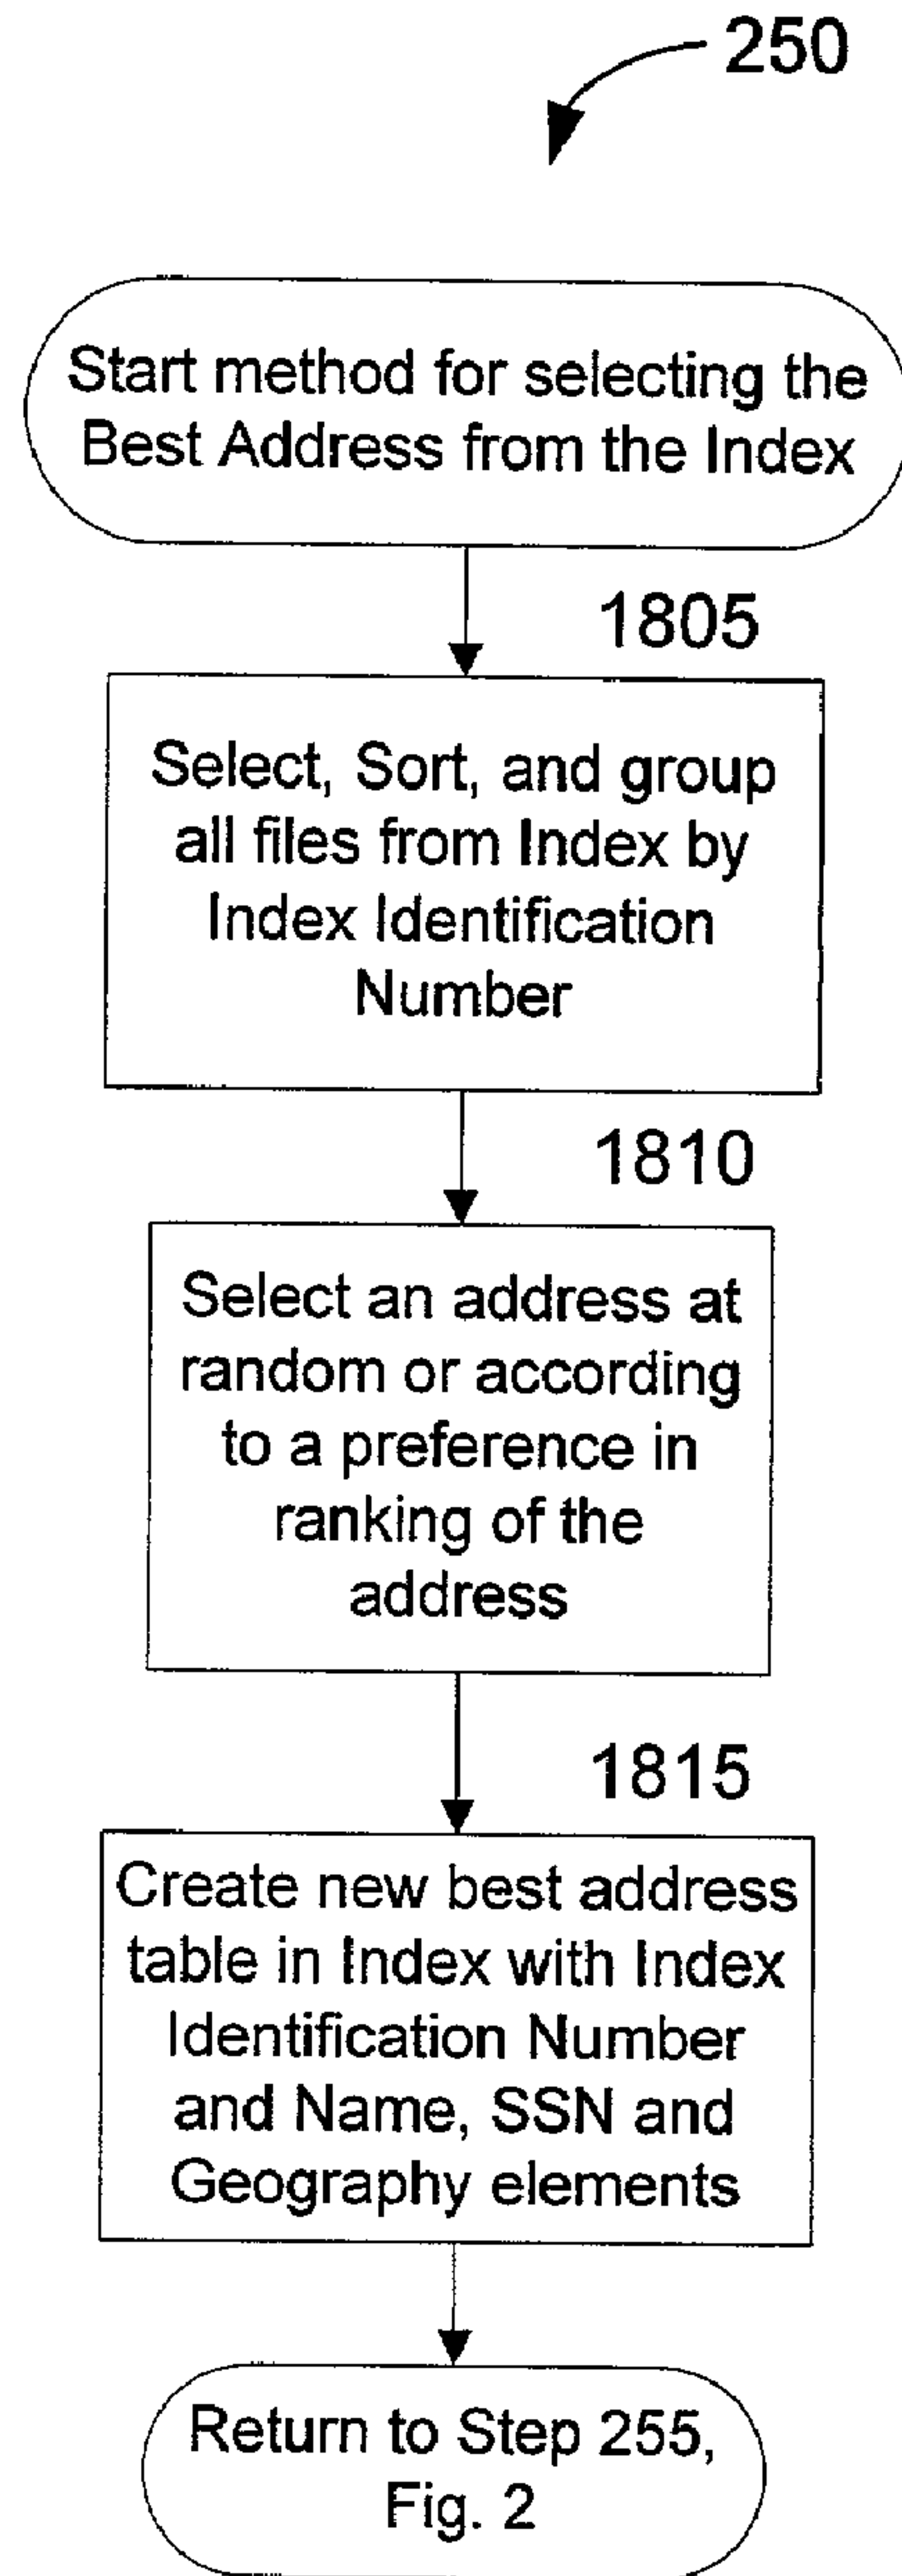 250
Start method for selecting the
Best Address from the Index
1805
Select, Sort, and group
all files from Index by
Index Identification
Number
1810
Select an address at
random or according
to a preference in
ranking of the
address
1815
Create new best address
table in Index with Index
Identification Number
and Name, SSN and
Geography elements
Return to Step 255,
Fig. 2